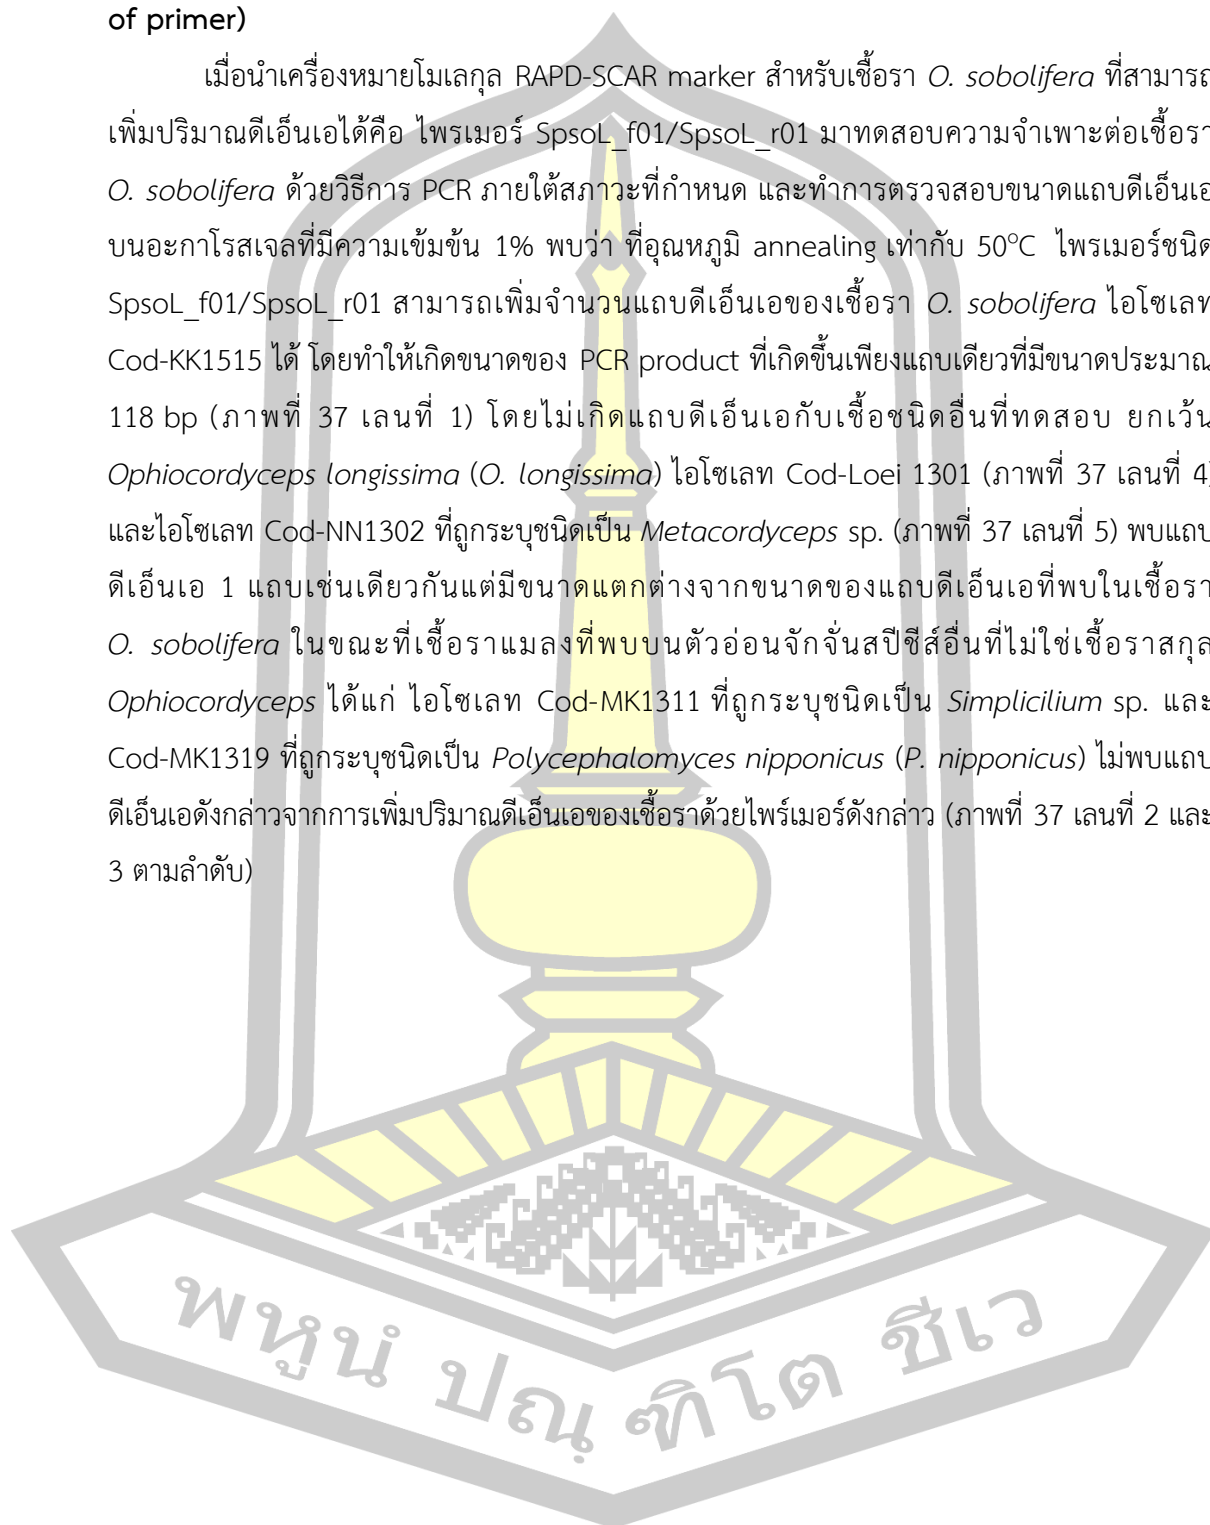 of primer)
เมื่อนำเครื่องหมายโมเลกุล RAPD-SCAR marker สำหรับเชื้อรา O. sobolifera ที่สามารถ
เพิ่มปริมาณดีเอ็นเอได้คือ ไพรเมอร์ SpsoL_f01/SpsoL_r01 มาทดสอบความจำเพาะต่อเชื้อรา
O. sobolifera ด้วยวิธีการ PCR ภายใต้สภาวะที่กำหนด และทำการตรวจสอบขนาดแถบดีเอ็นเอ
บนอะกาโรสเจลที่มีความเข้มข้น 1% พบว่า ที่อุณหภูมิ annealing เท่ากับ 50°C ไพรเมอร์ชนิด
SpsoL_f01/SpsoL_r01 สามารถเพิ่มจำนวนแถบดีเอ็นเอของเชื้อรา O. sobolifera ไอโซเลท
Cod-KK1515 ได้ โดยทำให้เกิดขนาดของ PCR product ที่เกิดขึ้นเพียงแถบเดียวที่มีขนาดประมาณ
118 bp (ภาพที่ 37 เลนที่ 1) โดยไม่เกิดแถบดีเอ็นเอกับเชื้อชนิดอื่นที่ทดสอบ ยกเว้น
Ophiocordyceps longissima (O. longissima) ไอโซเลท Cod-Loei 1301 (ภาพที่ 37 เลนที่ 4)
และไอโซเลท Cod-NN1302 ที่ถูกระบุชนิดเป็น Metacordyceps sp. (ภาพที่ 37 เลนที่ 5) พบแถบ
ดีเอ็นเอ 1 แถบเช่นเดียวกันแต่มีขนาดแตกต่างจากขนาดของแถบดีเอ็นเอที่พบในเชื้อรา
O. sobolifera ในขณะที่เชื้อราแมลงที่พบบนตัวอ่อนจักจั่นสปีชีส์อื่นที่ไม่ใช่เชื้อราสกุล
Ophiocordyceps ได้แก่ ไอโซเลท Cod-MK1311 ที่ถูกระบุชนิดเป็น Simplicilium sp. และ
Cod-MK1319 ที่ถูกระบุชนิดเป็น Polycephalomyces nipponicus (P. nipponicus) ไม่พบแถบ
ดีเอ็นเอดังกล่าวจากการเพิ่มปริมาณดีเอ็นเอของเชื้อราด้วยไพร์เมอร์ดังกล่าว (ภาพที่ 37 เลนที่ 2 และ
3 ตามลำดับ)
พหูนํ ปณฺฑิโต ชีเว